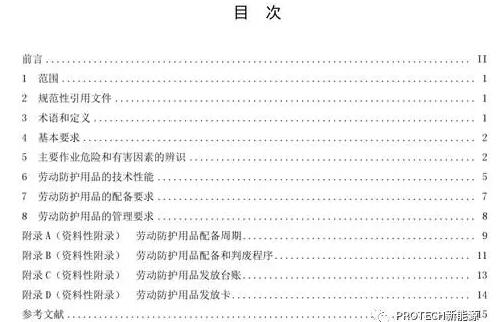 目 次
前言 ........ II
1 范围 ........ 1
2 规范性引用文件 ........ 1
3 术语和定义 ........ 1
4 基本要求 ........ 2
5 主要作业危险和有害因素的辨识 ........ 2
6 劳动防护用品的技术性能 ........ 5
7 劳动防护用品的配备要求 ........ 7
8 劳动防护用品的管理要求 ........ 8
附录 A（资料性附录） 劳动防护用品配备周期 ........ 9
附录 B（资料性附录） 劳动防护用品配备和判废程序 ........ 11
附录 C（资料性附录） 劳动防护用品发放台账 ........ 13
附录 D（资料性附录） 劳动防护用品发放卡 ........ 14
参考文献 ........ 15
PROTECH新能源